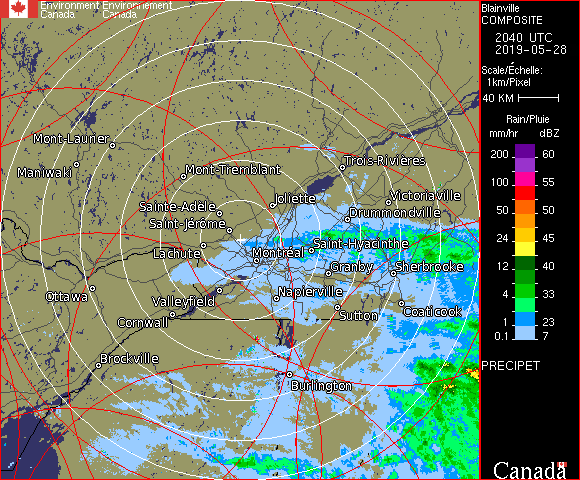 Environment Environnement
Canada Canada
Blainville
COMPOSITE
2040 UTC
2019-05-28
Scale/Échelle:
1km/Pixel
40 KM
Rain/Pluie
mm/hr dBZ
200 60
100 55
50 50
24 45
12 40
4 33
1 23
0.1 7
PRECIPET
Canada
Mont-Laurier
Maniwaki
Mont-Tremblant
Trois-Rivières
Joliette
Victoriaville
Sainte-Adèle
Drummondville
Saint-Jérôme
Saint-Hyacinthe
Lachute
Montréal
Granby
Sherbrooke
Ottawa
Valleyfield
Napierville
Cornwall
Sutton
Coaticook
Brockville
Burlington